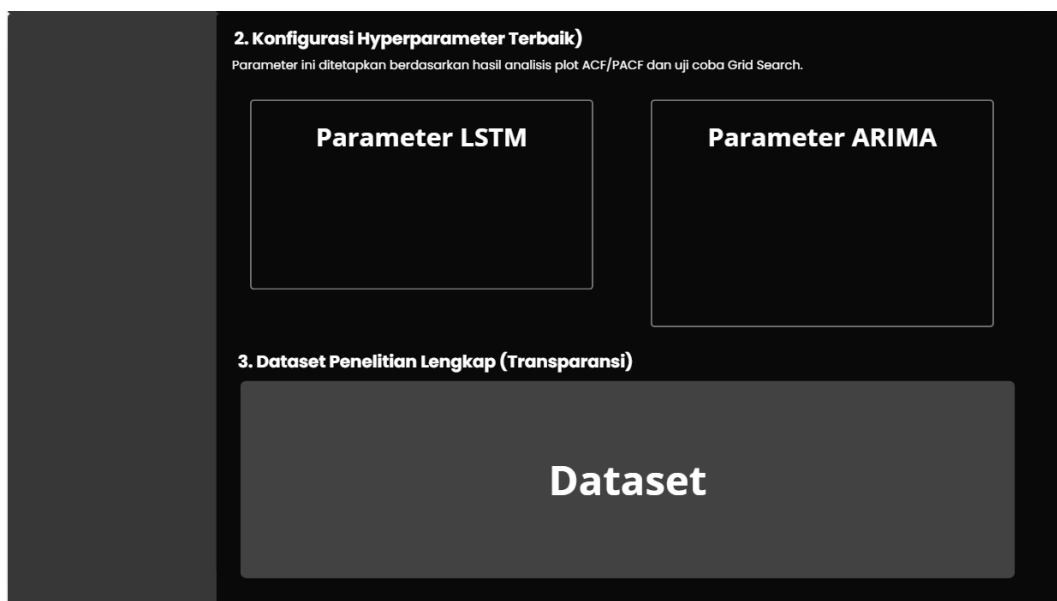 2. Konfigurasi Hyperparameter Terbaik)
Parameter ini ditetapkan berdasarkan hasil analisis plot ACF/PACF dan uji coba Grid Search.
Parameter LSTM
Parameter ARIMA
3. Dataset Penelitian Lengkap (Transparansi)
Dataset